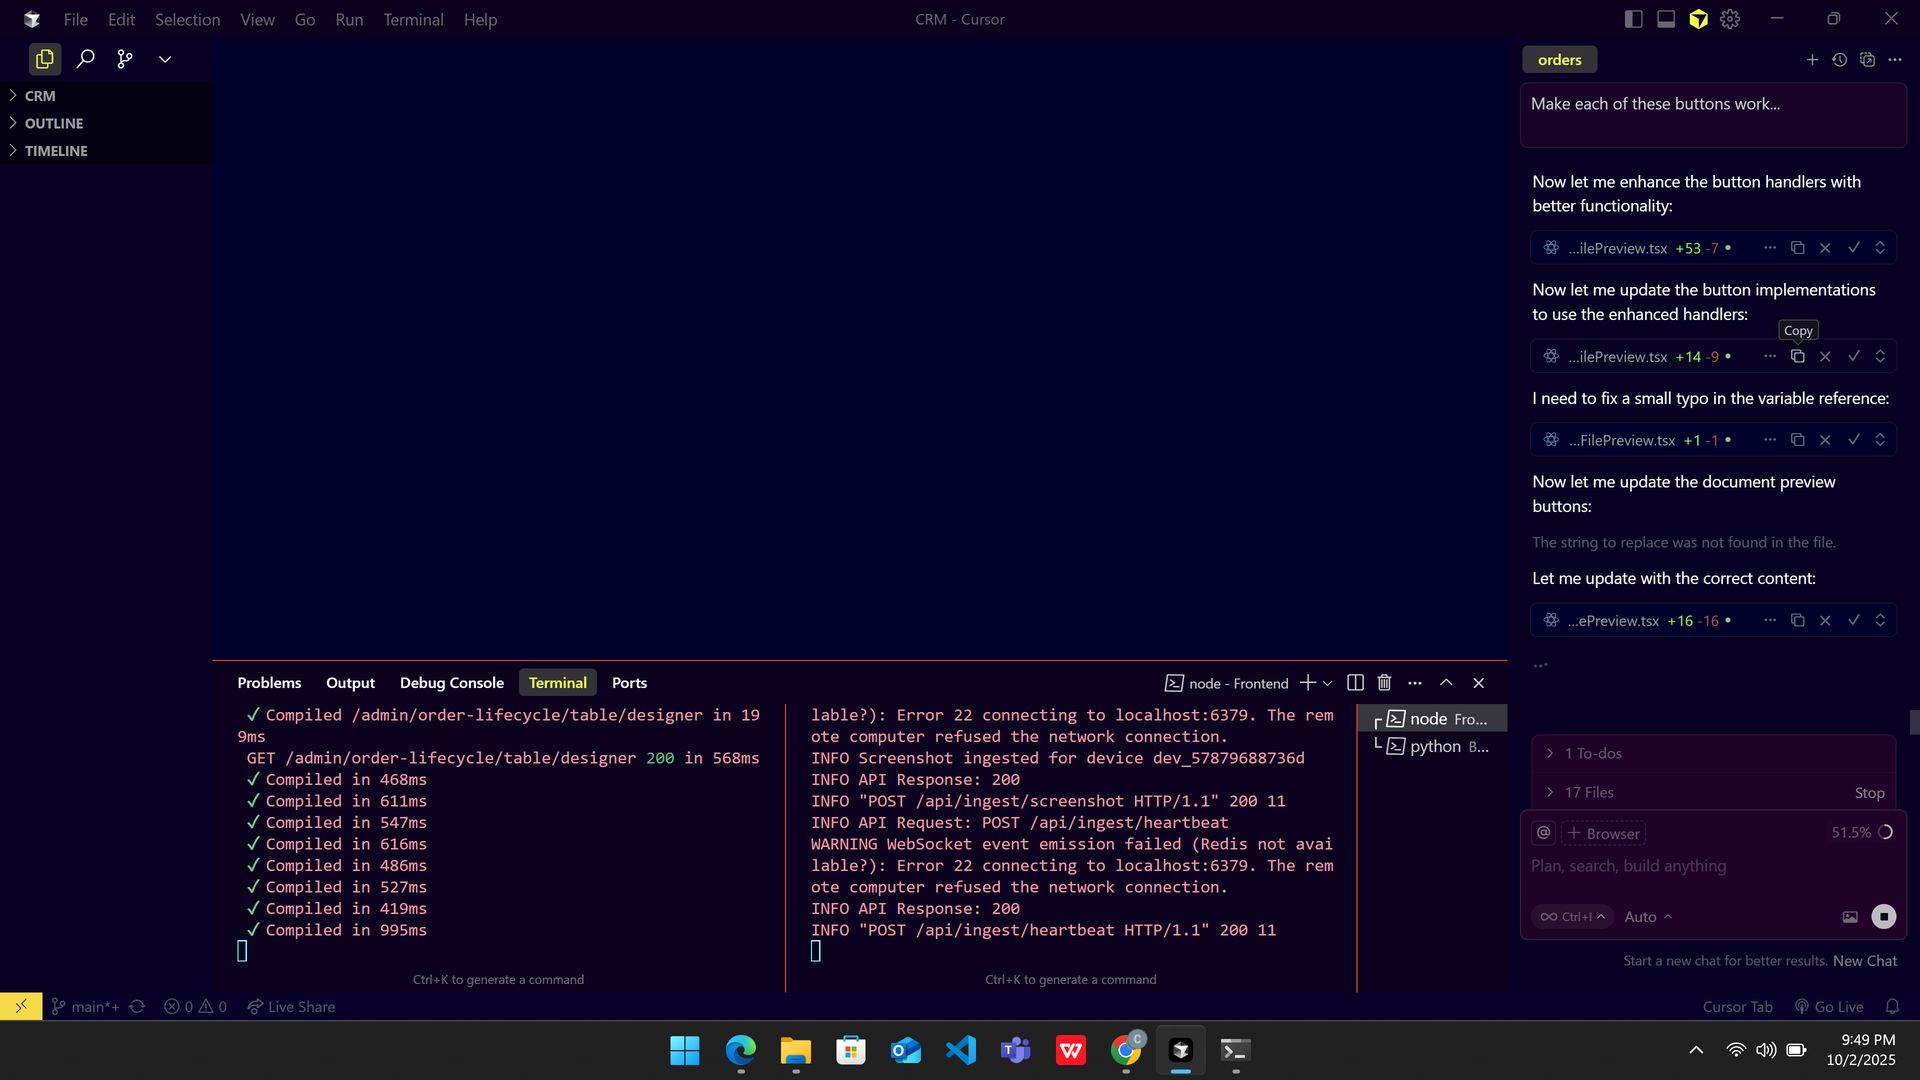 File Edit Selection View Go Run Terminal Help
CRM - Cursor
CRM
OUTLINE
TIMELINE
orders
Make each of these buttons work...
Now let me enhance the button handlers with
better functionality:
...ilePreview.tsx +53 -7
Now let me update the button implementations
to use the enhanced handlers:
Copy
...ilePreview.tsx +14 -9
I need to fix a small typo in the variable reference:
...FilePreview.tsx +1 -1
Now let me update the document preview
buttons:
The string to replace was not found in the file.
Let me update with the correct content:
...ePreview.tsx +16 -16
1 To-dos
17 Files Stop
@ + Browser 51.5%
Plan, search, build anything
Ctrl+I Auto
Start a new chat for better results. New Chat
Problems Output Debug Console Terminal Ports
node - Frontend
✓ Compiled /admin/order-lifecycle/table/designer in 19
9ms
GET /admin/order-lifecycle/table/designer 200 in 568ms
✓ Compiled in 468ms
✓ Compiled in 611ms
✓ Compiled in 547ms
✓ Compiled in 616ms
✓ Compiled in 486ms
✓ Compiled in 527ms
✓ Compiled in 419ms
✓ Compiled in 995ms
Ctrl+K to generate a command
lable?): Error 22 connecting to localhost:6379. The rem
ote computer refused the network connection.
INFO Screenshot ingested for device dev_57879688736d
INFO API Response: 200
INFO "POST /api/ingest/screenshot HTTP/1.1" 200 11
INFO API Request: POST /api/ingest/heartbeat
WARNING WebSocket event emission failed (Redis not avai
lable?): Error 22 connecting to localhost:6379. The rem
ote computer refused the network connection.
INFO API Response: 200
INFO "POST /api/ingest/heartbeat HTTP/1.1" 200 11
Ctrl+K to generate a command
node Fro...
python B...
main*+ 0 0 Live Share
Cursor Tab Go Live
9:49 PM
10/2/2025